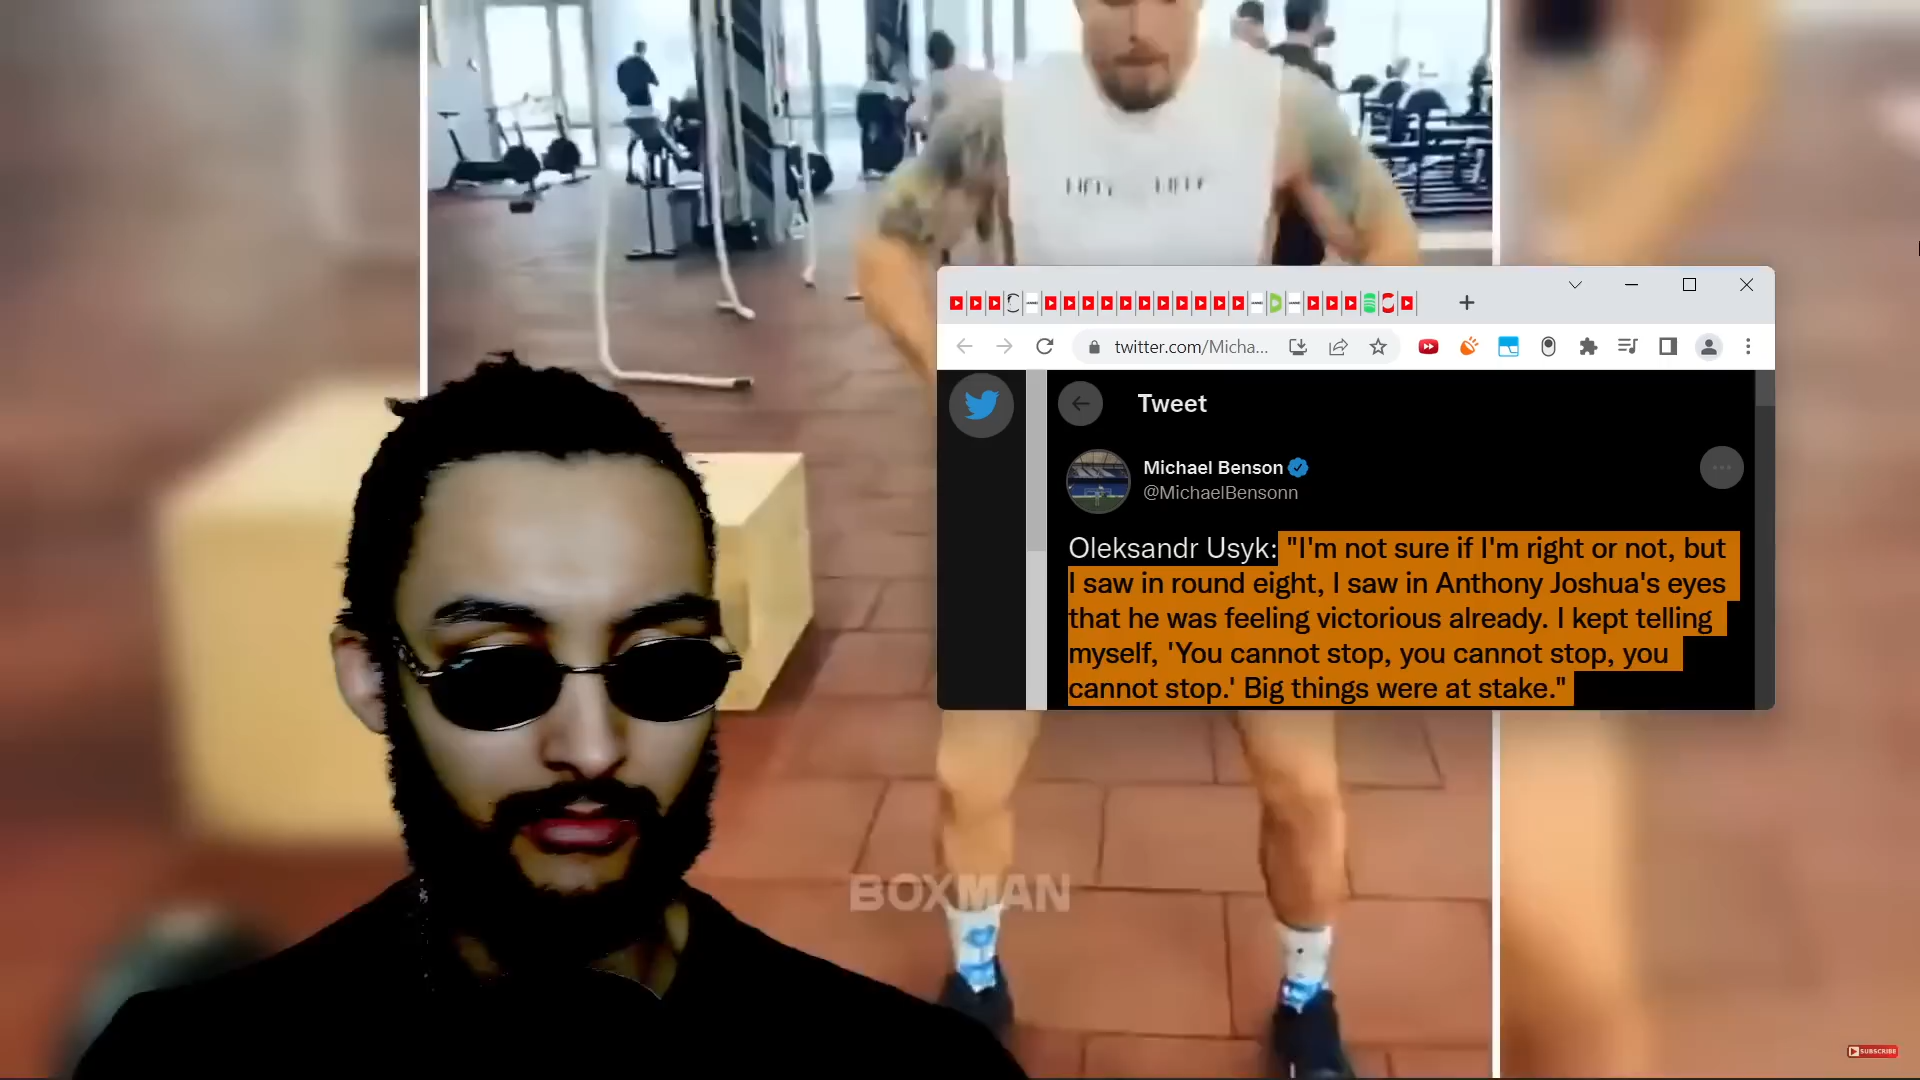 twitter.com/Micha...
Tweet
Michael Benson
@MichaelBensonn
Oleksandr Usyk: "I'm not sure if I'm right or not, but
I saw in round eight, I saw in Anthony Joshua's eyes
that he was feeling victorious already. I kept telling
myself, 'You cannot stop, you cannot stop, you
cannot stop.' Big things were at stake."
BOXMAN
SUBSCRIBE